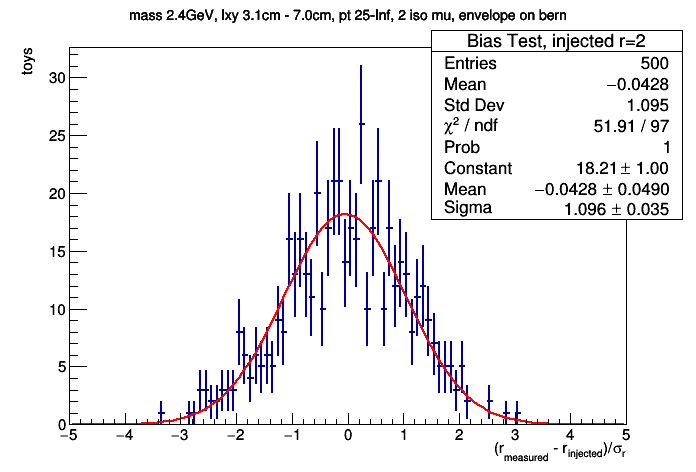 mass 2.4GeV, lxy 3.1cm - 7.0cm, pt 25-Inf, 2 iso mu, envelope on bern
Bias Test, injected r=2
Entries 500
Mean −0.0428
Std Dev 1.095
χ² / ndf 51.91 / 97
Prob 1
Constant 18.21 ± 1.00
Mean −0.0428 ± 0.0490
Sigma 1.096 ± 0.035
toys
30
25
20
15
10
5
0
−5 −4 −3 −2 −1 0 1 2 3 4 5
(r_measured - r_injected)/σ_r